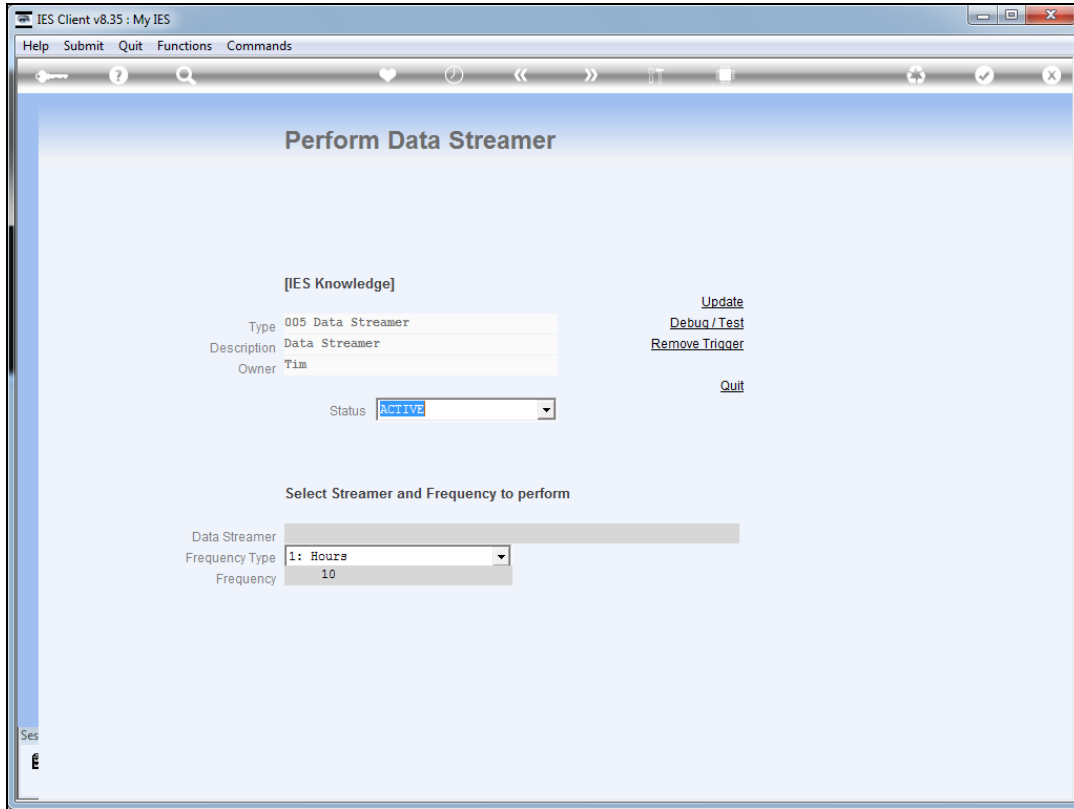 IES Client v8.35 : My IES
Help Submit Quit Functions Commands
Perform Data Streamer
[IES Knowledge]
Update
Type 005 Data Streamer Debug / Test
Description Data Streamer Remove Trigger
Owner Tim
Quit
Status ACTIVE
Select Streamer and Frequency to perform
Data Streamer
Frequency Type 1: Hours
Frequency 10
Ses